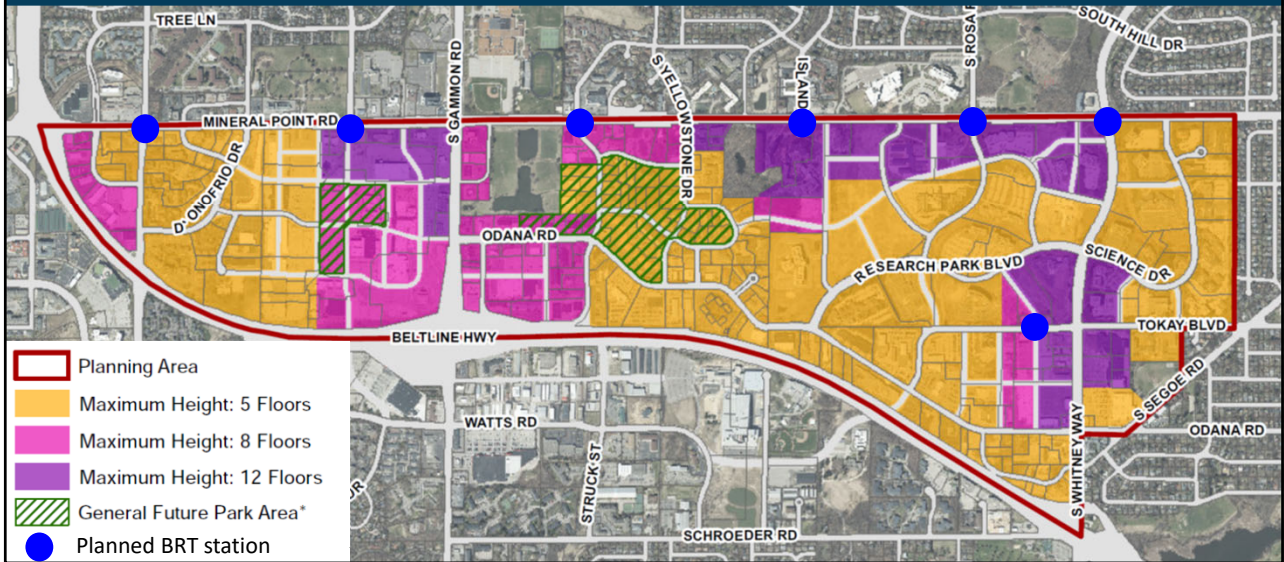 TREE LN
SOUTH HILL DR
S ROSA R
S GAMMON RD
S YELLOWSTONE DR
ISLAND
MINERAL POINT RD
D' ONOFRIO DR
ODANA RD
RESEARCH PARK BLVD
SCIENCE DR
TOKAY BLVD
BELTLINE HWY
S SEGOE RD
ODANA RD
S WHITNEY WAY
WATTS RD
STRUCK ST
SCHROEDER RD
Planning Area
Maximum Height: 5 Floors
Maximum Height: 8 Floors
Maximum Height: 12 Floors
General Future Park Area*
Planned BRT station